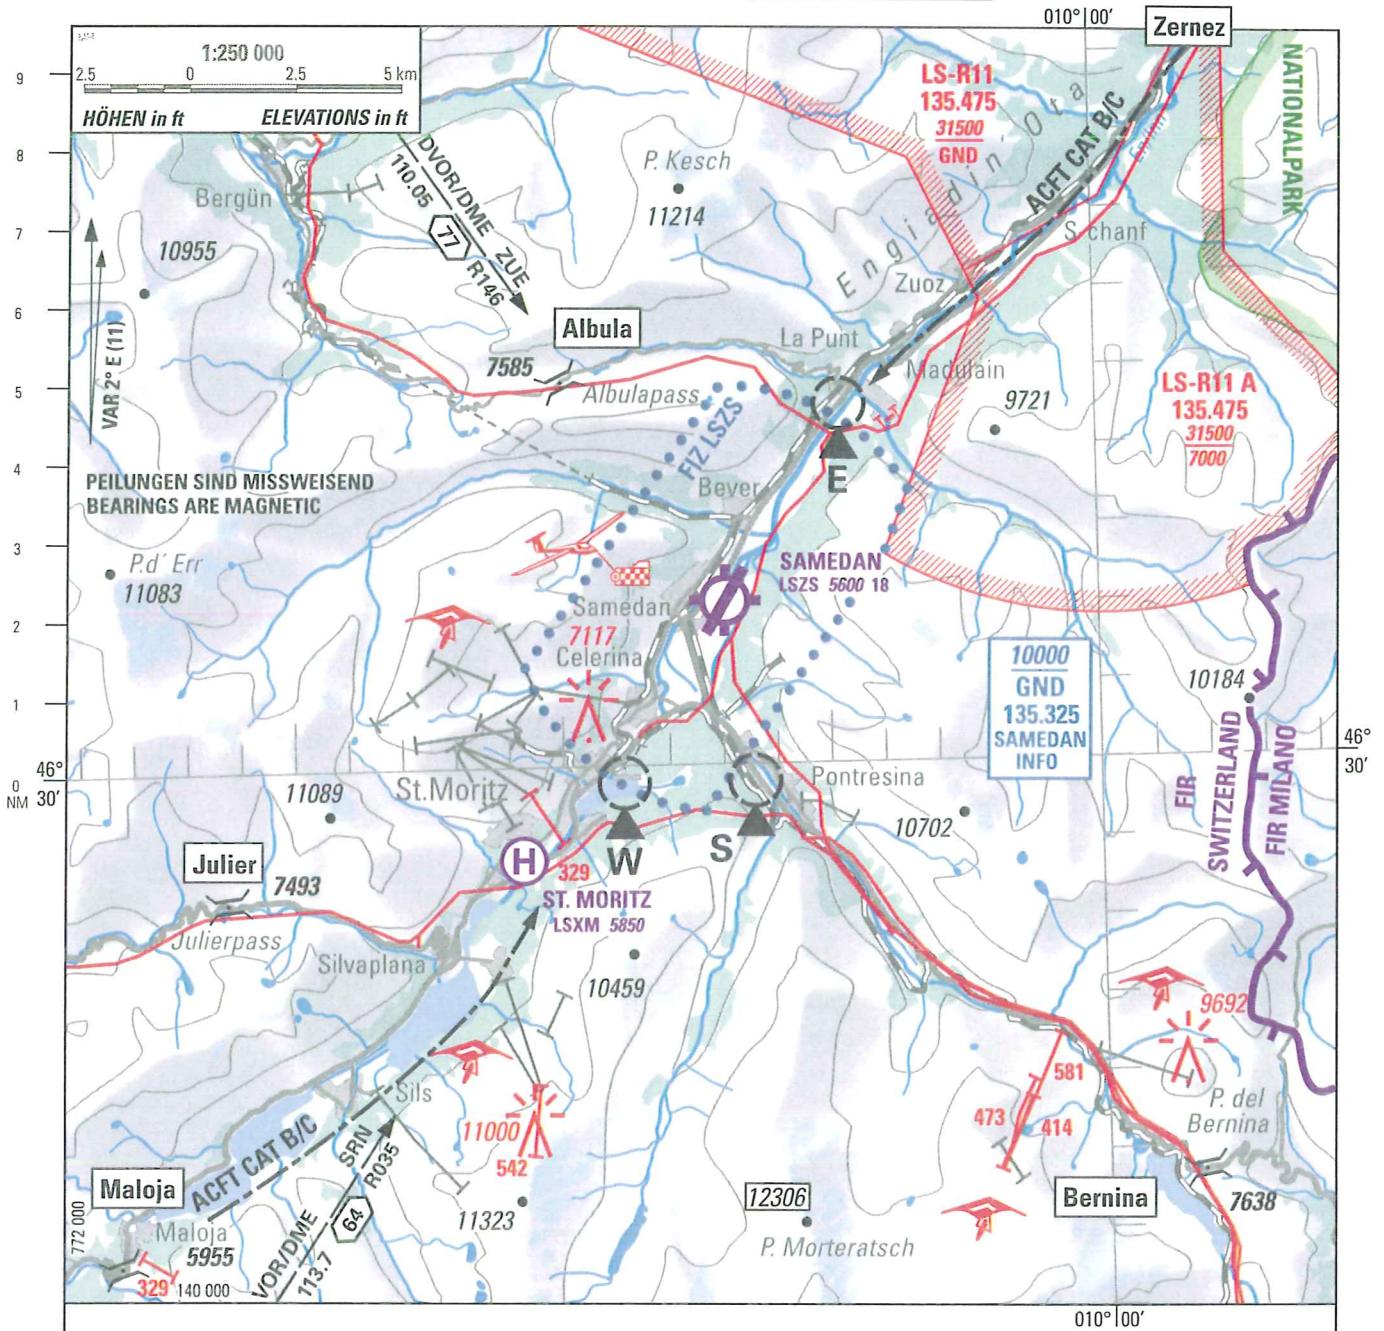 010° 00'
Zernez
1:250 000
2.5 0 2.5 5 km
HÖHEN in ft ELEVATIONS in ft
9
8
7
6
5
4
3
2
1
0
NM
46°
30'
46°
30'
NATIONALPARK
LS-R11
135.475
31500
GND
ACFT CAT B/C
Engiadin' Ota
DVOR/DME ZUE
110.05 77 R146
P. Kesch
11214
Bergün
10955
S-chanf
Zuoz
VAR 2° E (11)
Albula
7585
Albulapass
La Punt
Madulain
9721
LS-R11 A
135.475
31500
7000
FIZ LSZS
E
PEILUNGEN SIND MISSWEISEND
BEARINGS ARE MAGNETIC
Bever
P.d' Err
11083
SAMEDAN
LSZS 5600 18
Samedan
7117
Celerina
10000
GND
135.325
SAMEDAN
INFO
10184
FIR
SWITZERLAND
FIR MILANO
11089
St.Moritz
Pontresina
10702
W
S
H
329
ST. MORITZ
LSXM 5850
Julier
7493
Julierpass
Silvaplana
10459
9692
Sils
11000
542
581
473
414
P. del
Bernina
ACFT CAT B/C
SRN
R035
VOR/DME
113.7
64
Maloja
Maloja
5955
329
772 000
140 000
11323
12306
P. Morteratsch
Bernina
7638
010° 00'